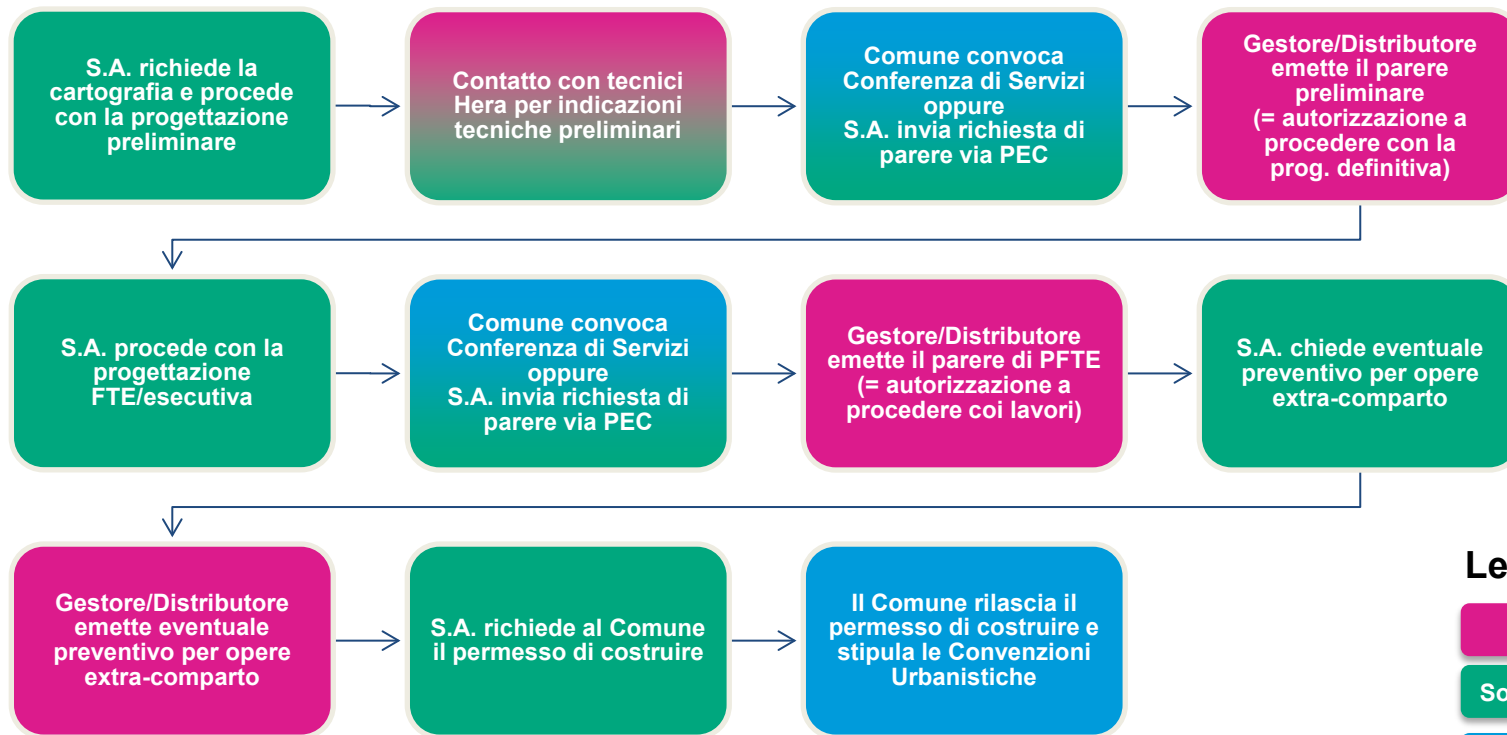 S.A. richiede la
cartografia e procede
con la progettazione
preliminare
Contatto con tecnici
Hera per indicazioni
tecniche preliminari
Comune convoca
Conferenza di Servizi
oppure
S.A. invia richiesta di
parere via PEC
Gestore/Distributore
emette il parere
preliminare
(= autorizzazione a
procedere con la
prog. definitiva)
S.A. procede con la
progettazione
FTE/esecutiva
Comune convoca
Conferenza di Servizi
oppure
S.A. invia richiesta di
parere via PEC
Gestore/Distributore
emette il parere di PFTE
(= autorizzazione a
procedere coi lavori)
S.A. chiede eventuale
preventivo per opere
extra-comparto
Gestore/Distributore
emette eventuale
preventivo per opere
extra-comparto
S.A. richiede al Comune
il permesso di costruire
Il Comune rilascia il
permesso di costruire e
stipula le Convenzioni
Urbanistiche
Le
So